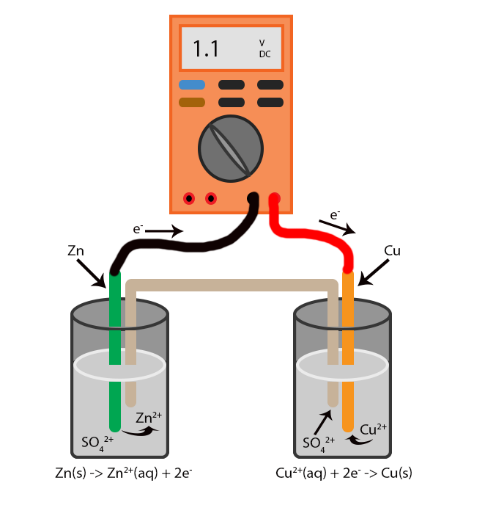 1.1 V DC
e⁻
e⁻
Zn
Cu
Zn²⁺
SO₄²⁺
Cu²⁺
SO₄²⁺
Zn(s) -> Zn²⁺(aq) + 2e⁻
Cu²⁺(aq) + 2e⁻ -> Cu(s)